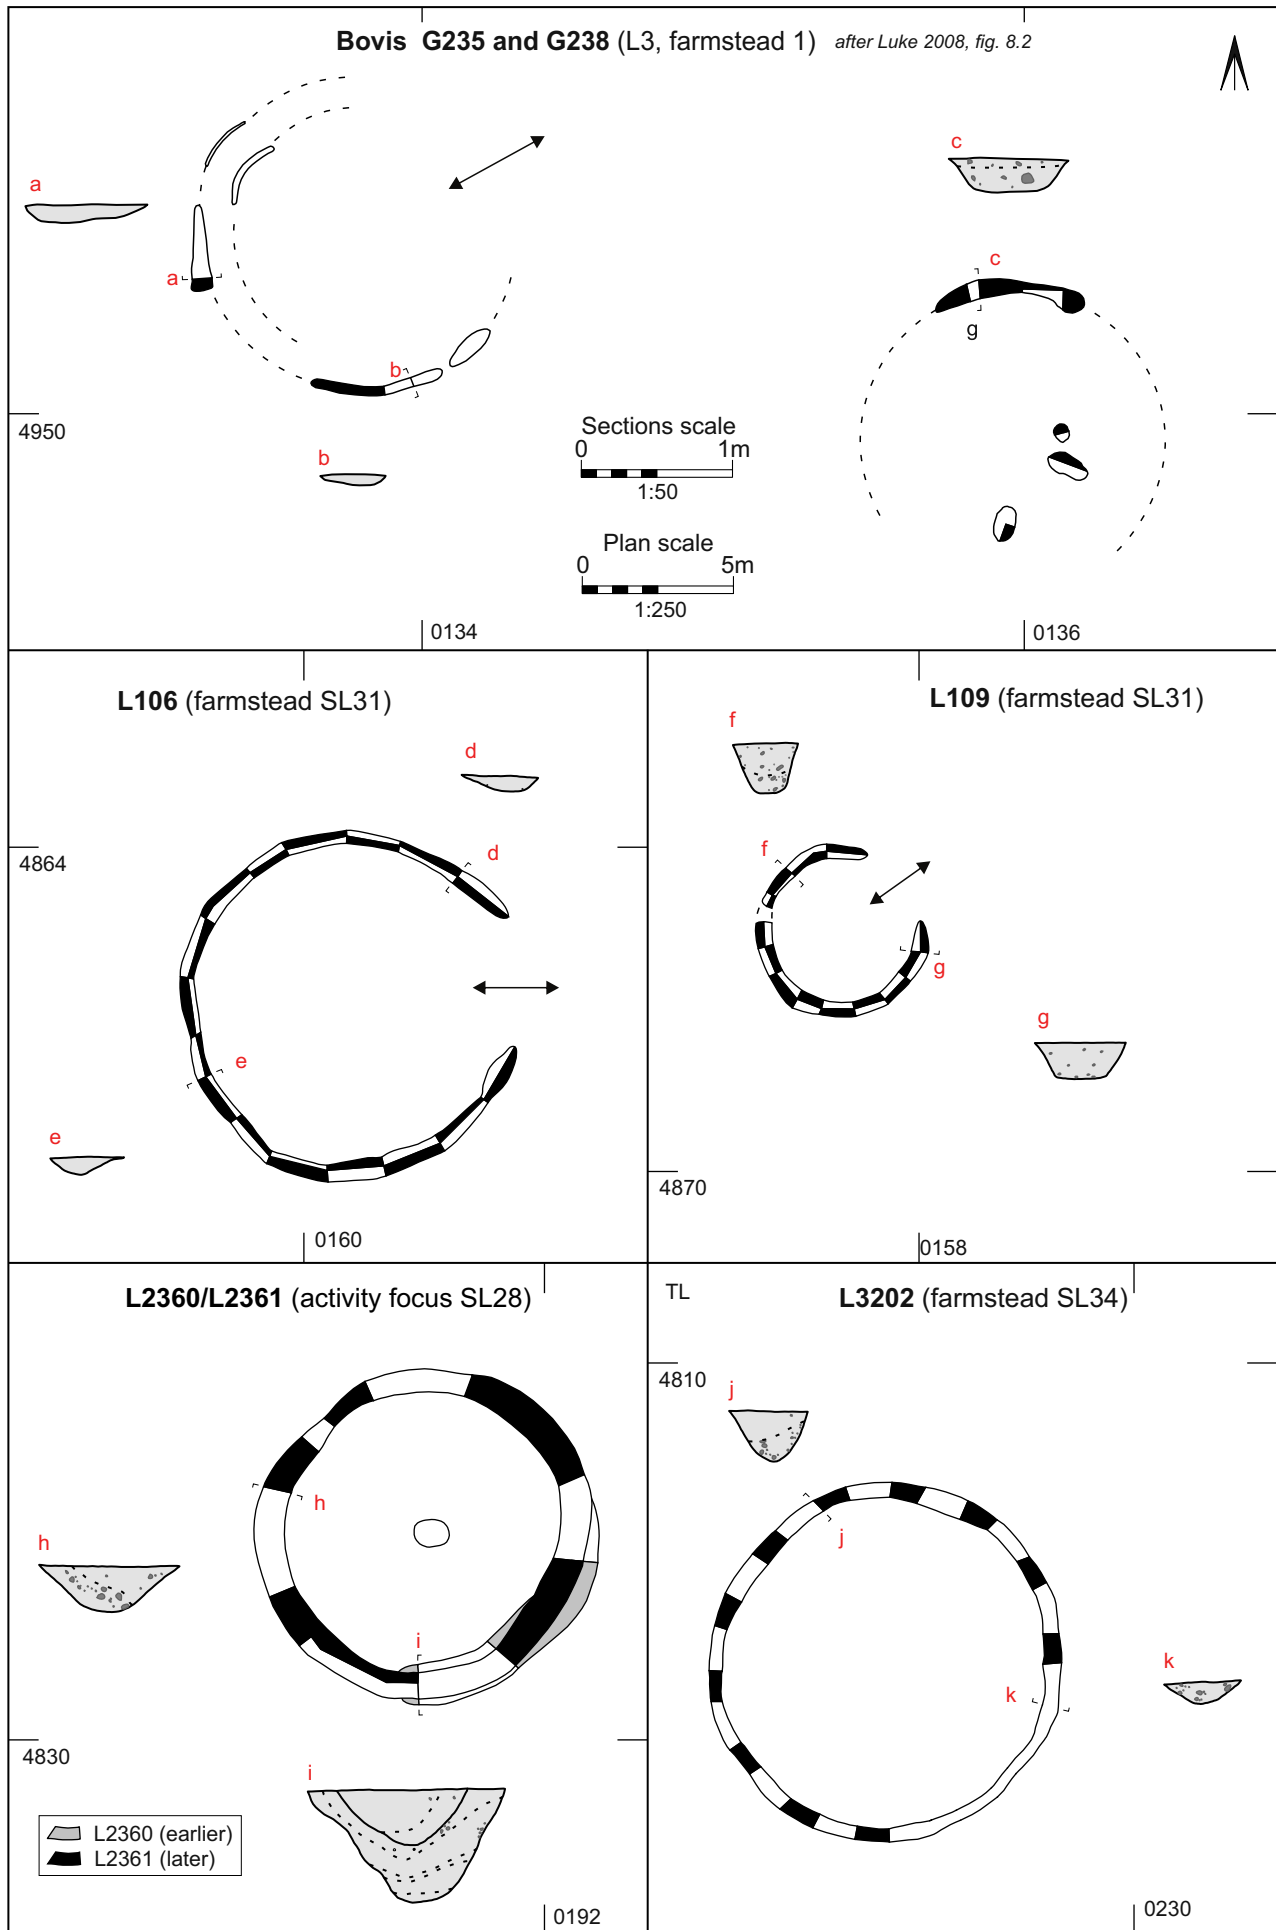 Bovis G235 and G238 (L3, farmstead 1) after Luke 2008, fig. 8.2
a
c
a
c
g
b
b
4950
Sections scale
0 1m
1:50
Plan scale
0 5m
1:250
0134
0136
L106 (farmstead SL31)
d
4864
d
e
e
0160
L109 (farmstead SL31)
f
f
g
g
4870
0158
L2360/L2361 (activity focus SL28)
h
h
i
4830
i
L2360 (earlier)
L2361 (later)
0192
TL
L3202 (farmstead SL34)
4810
j
j
k
k
0230